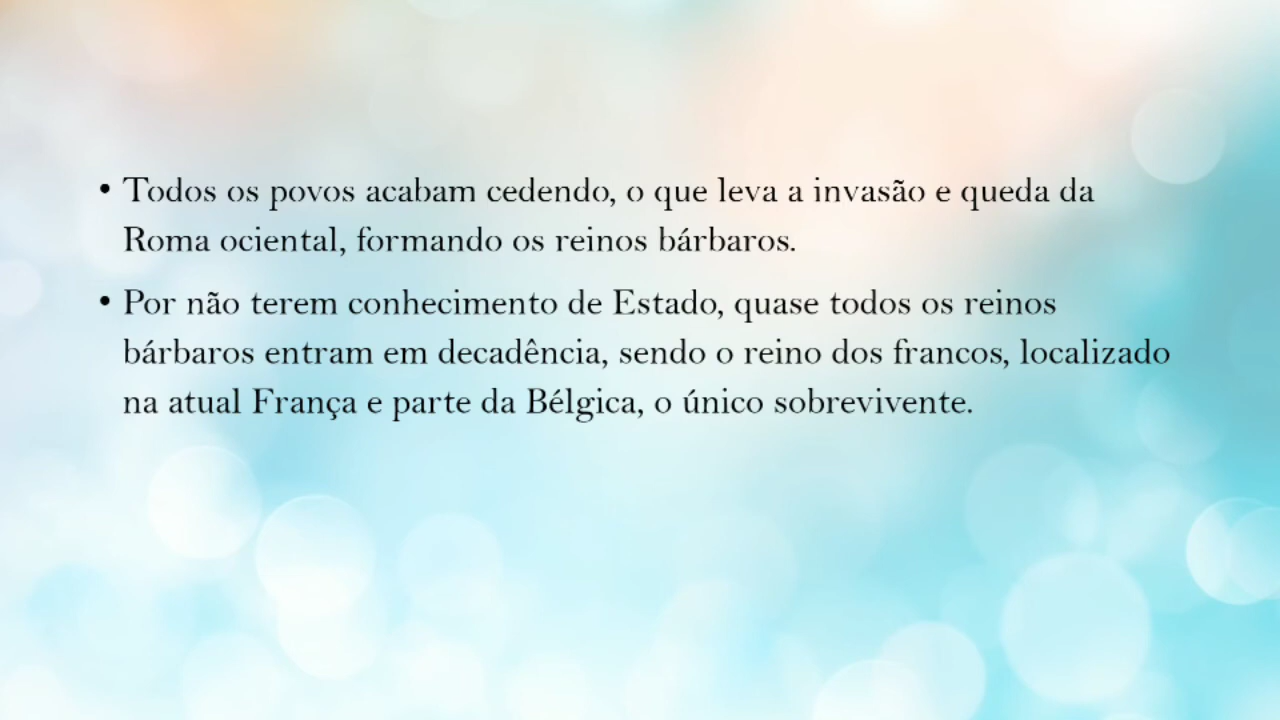 • Todos os povos acabam cedendo, o que leva a invasão e queda da
Roma ociental, formando os reinos bárbaros.
• Por não terem conhecimento de Estado, quase todos os reinos
bárbaros entram em decadência, sendo o reino dos francos, localizado
na atual França e parte da Bélgica, o único sobrevivente.